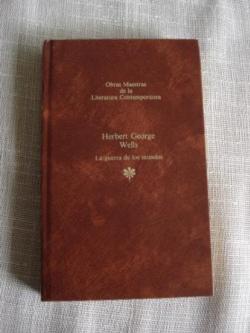 Obras Maestras
de la
Literatura Contemporánea
Herbert George
Wells
La guerra de los mundos